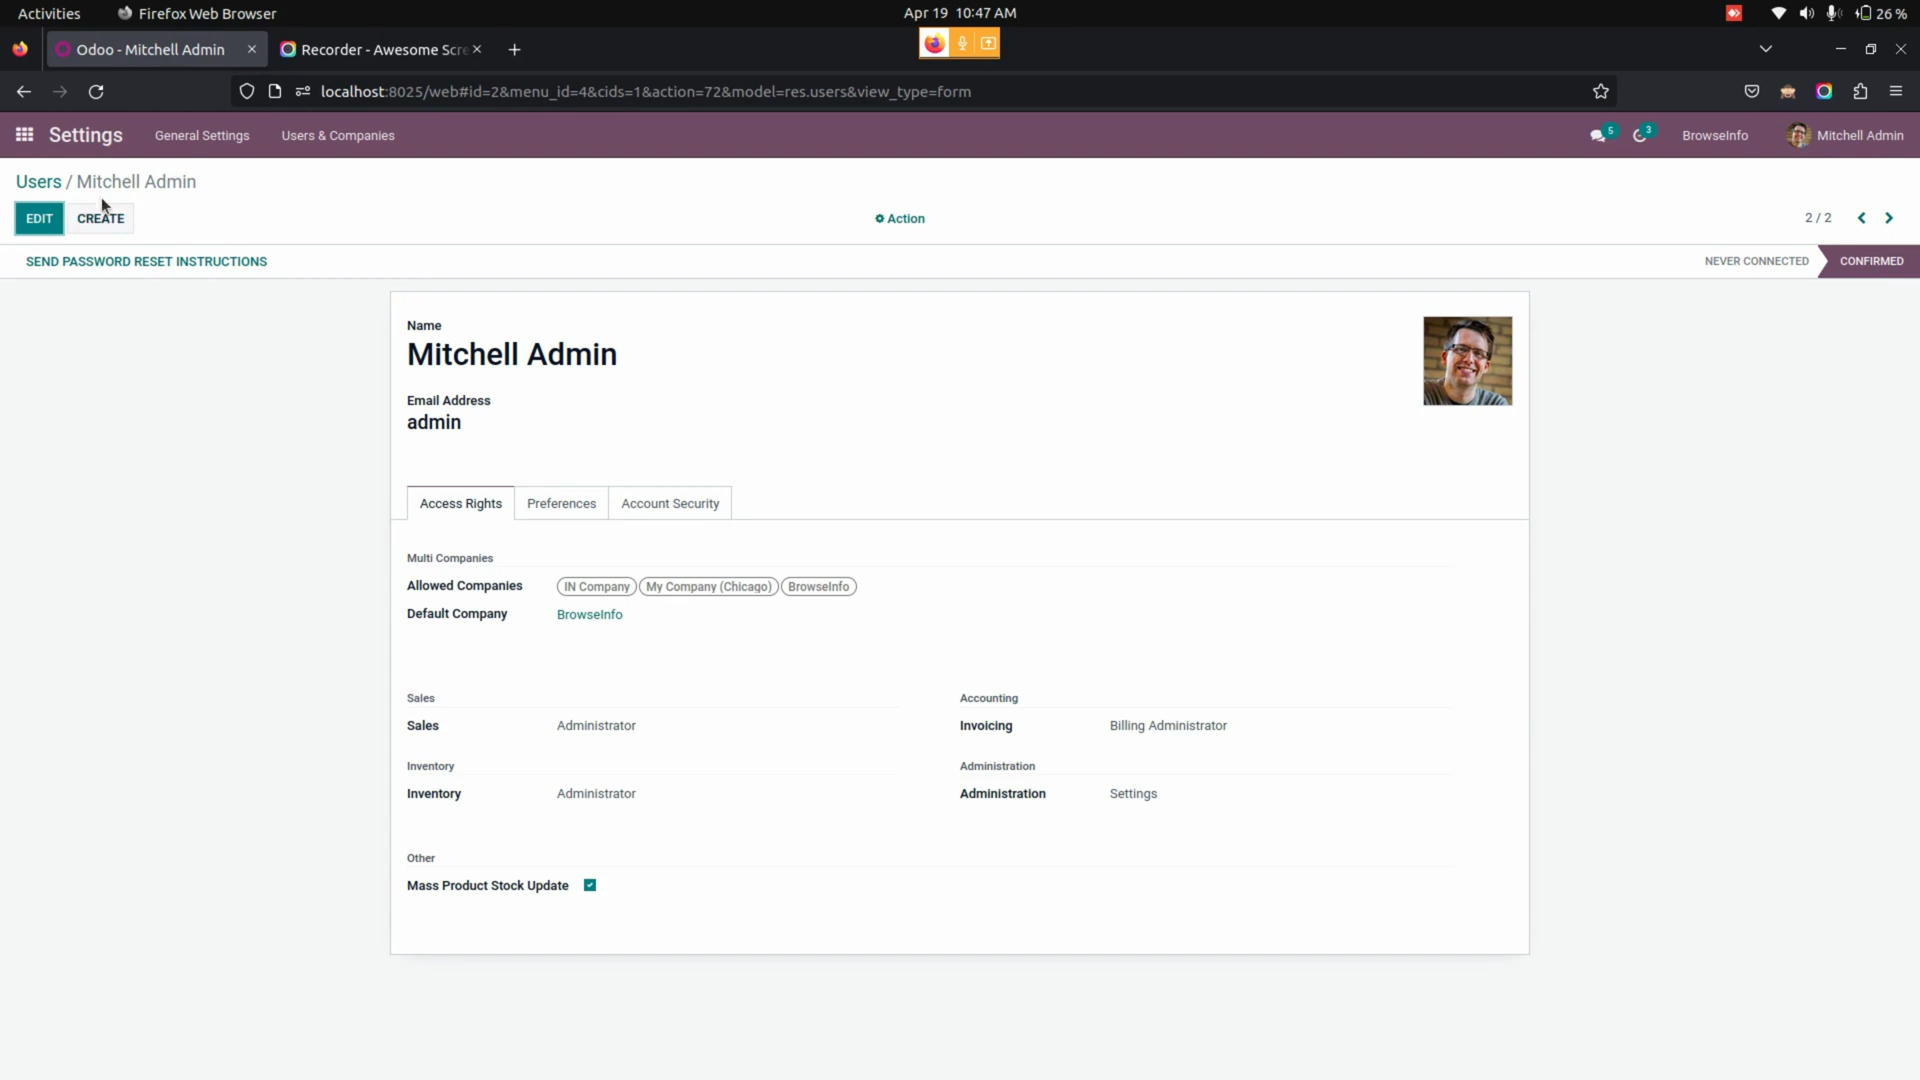 Activities Firefox Web Browser Apr 19 10:47 AM 26 %
Odoo - Mitchell Admin Recorder - Awesome Scre
localhost:8025/web#id=2&menu_id=4&cids=1&action=72&model=res.users&view_type=form
Settings General Settings Users & Companies 5 3 BrowseInfo Mitchell Admin
Users / Mitchell Admin
EDIT CREATE Action 2 / 2
SEND PASSWORD RESET INSTRUCTIONS NEVER CONNECTED CONFIRMED
Name
Mitchell Admin
Email Address
admin
Access Rights Preferences Account Security
Multi Companies
Allowed Companies IN Company My Company (Chicago) BrowseInfo
Default Company BrowseInfo
Sales Accounting
Sales Administrator Invoicing Billing Administrator
Inventory Administration
Inventory Administrator Administration Settings
Other
Mass Product Stock Update